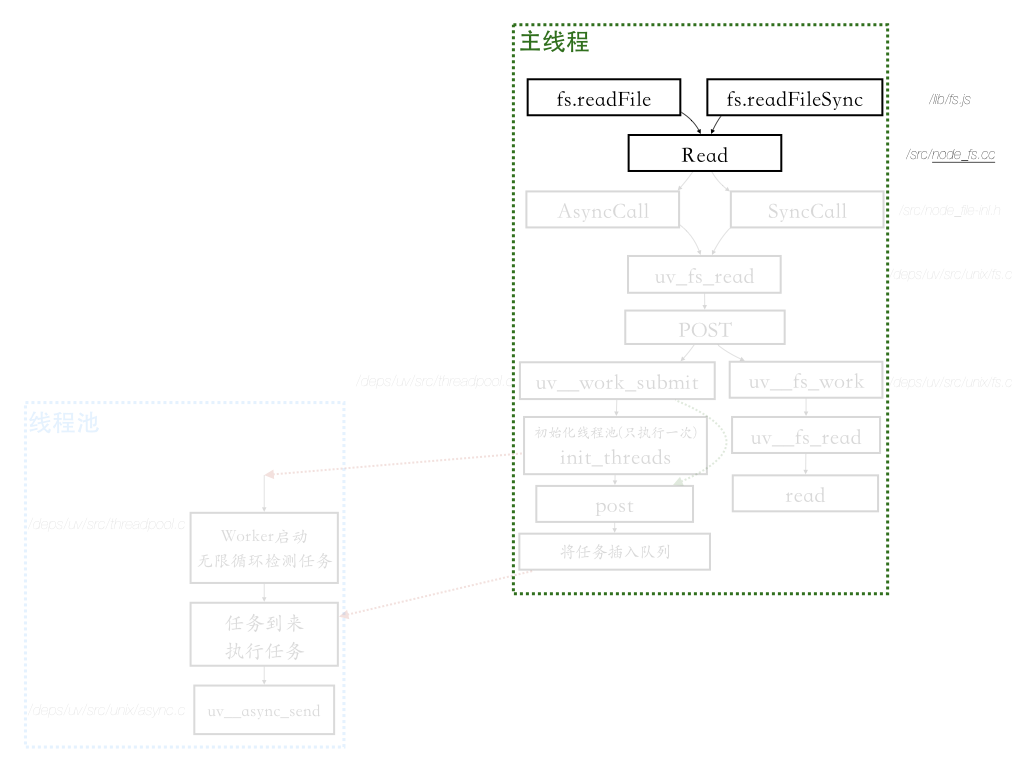 主线程
fs.readFile
fs.readFileSync
/lib/fs.js
Read
/src/node_fs.cc
AsyncCall
SyncCall
/src/node_file-inl.h
uv_fs_read
/deps/uv/src/unix/fs.c
POST
/deps/uv/src/threedpool.c
uv__work_submit
uv__fs_work
/deps/uv/src/unix/fs.c
初始化线程池(只执行一次)
init_threads
uv__fs_read
post
read
将任务插入队列
线程池
/deps/uv/src/threedpool.c
Worker启动
无限循环检测任务
任务到来
执行任务
/deps/uv/src/unix/async.c
uv__async_send